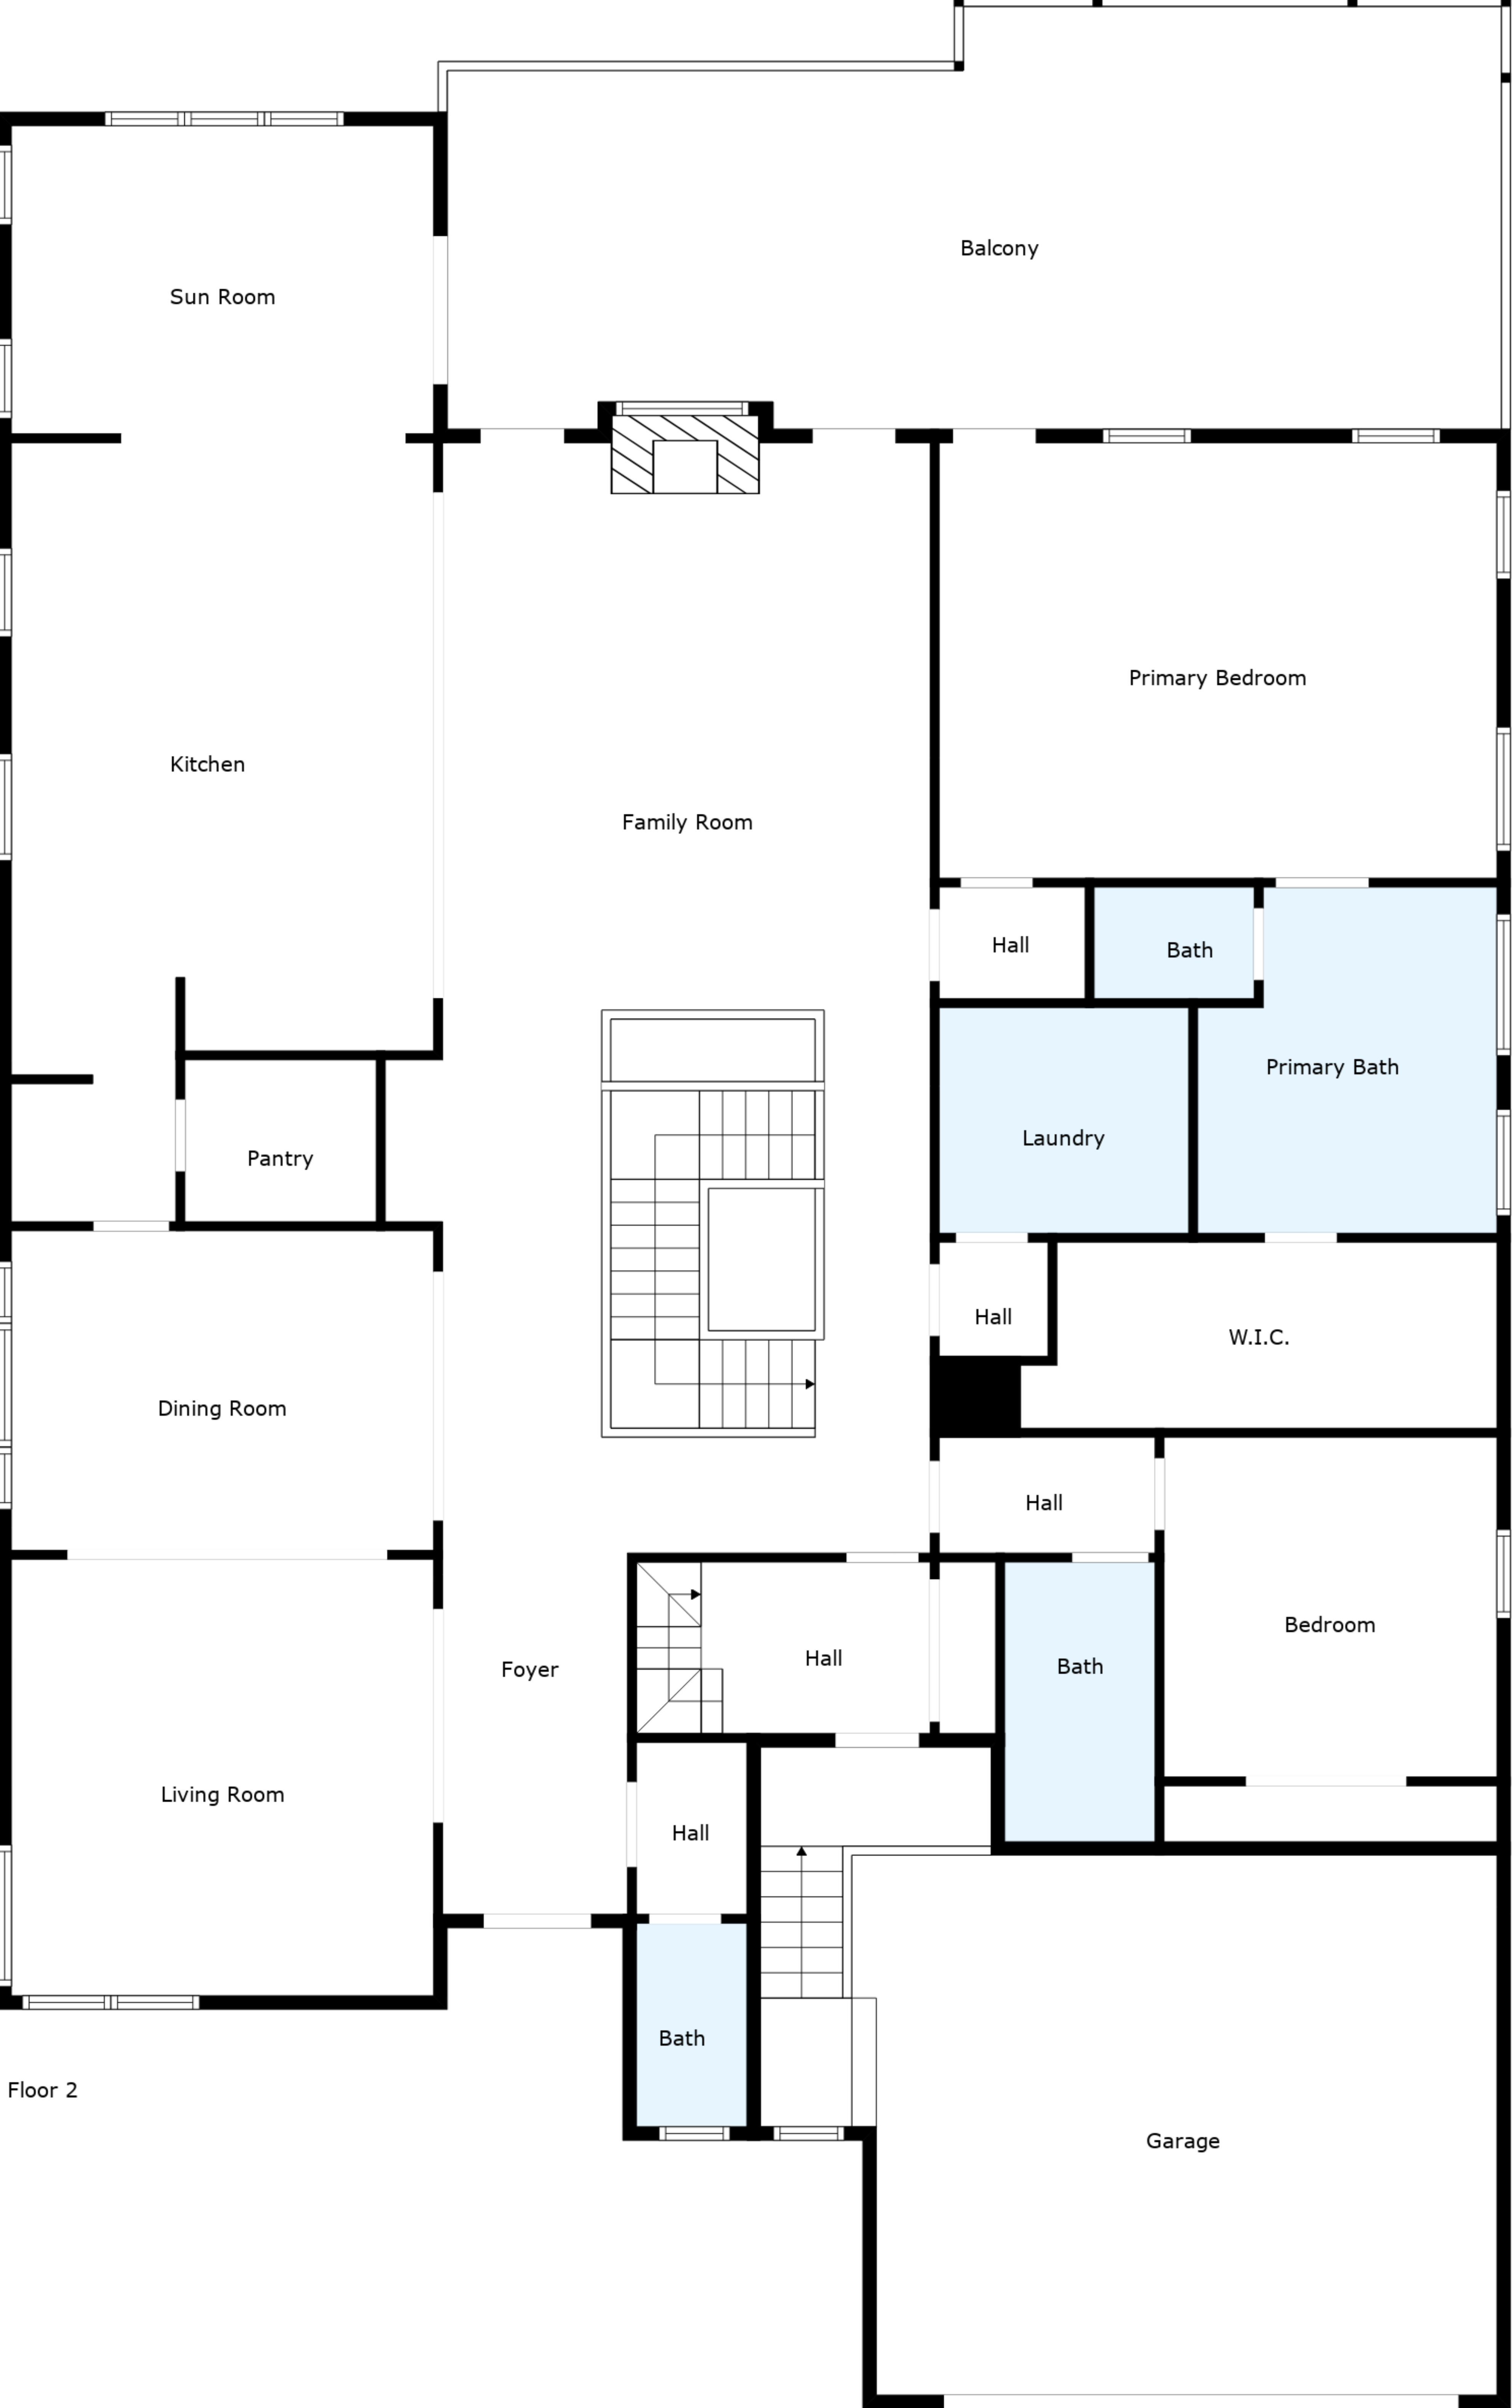 Balcony
Sun Room
Primary Bedroom
Kitchen
Family Room
Hall
Bath
Primary Bath
Laundry
Pantry
Hall
W.I.C.
Dining Room
Hall
Bedroom
Hall
Bath
Foyer
Living Room
Hall
Bath
Floor 2
Garage